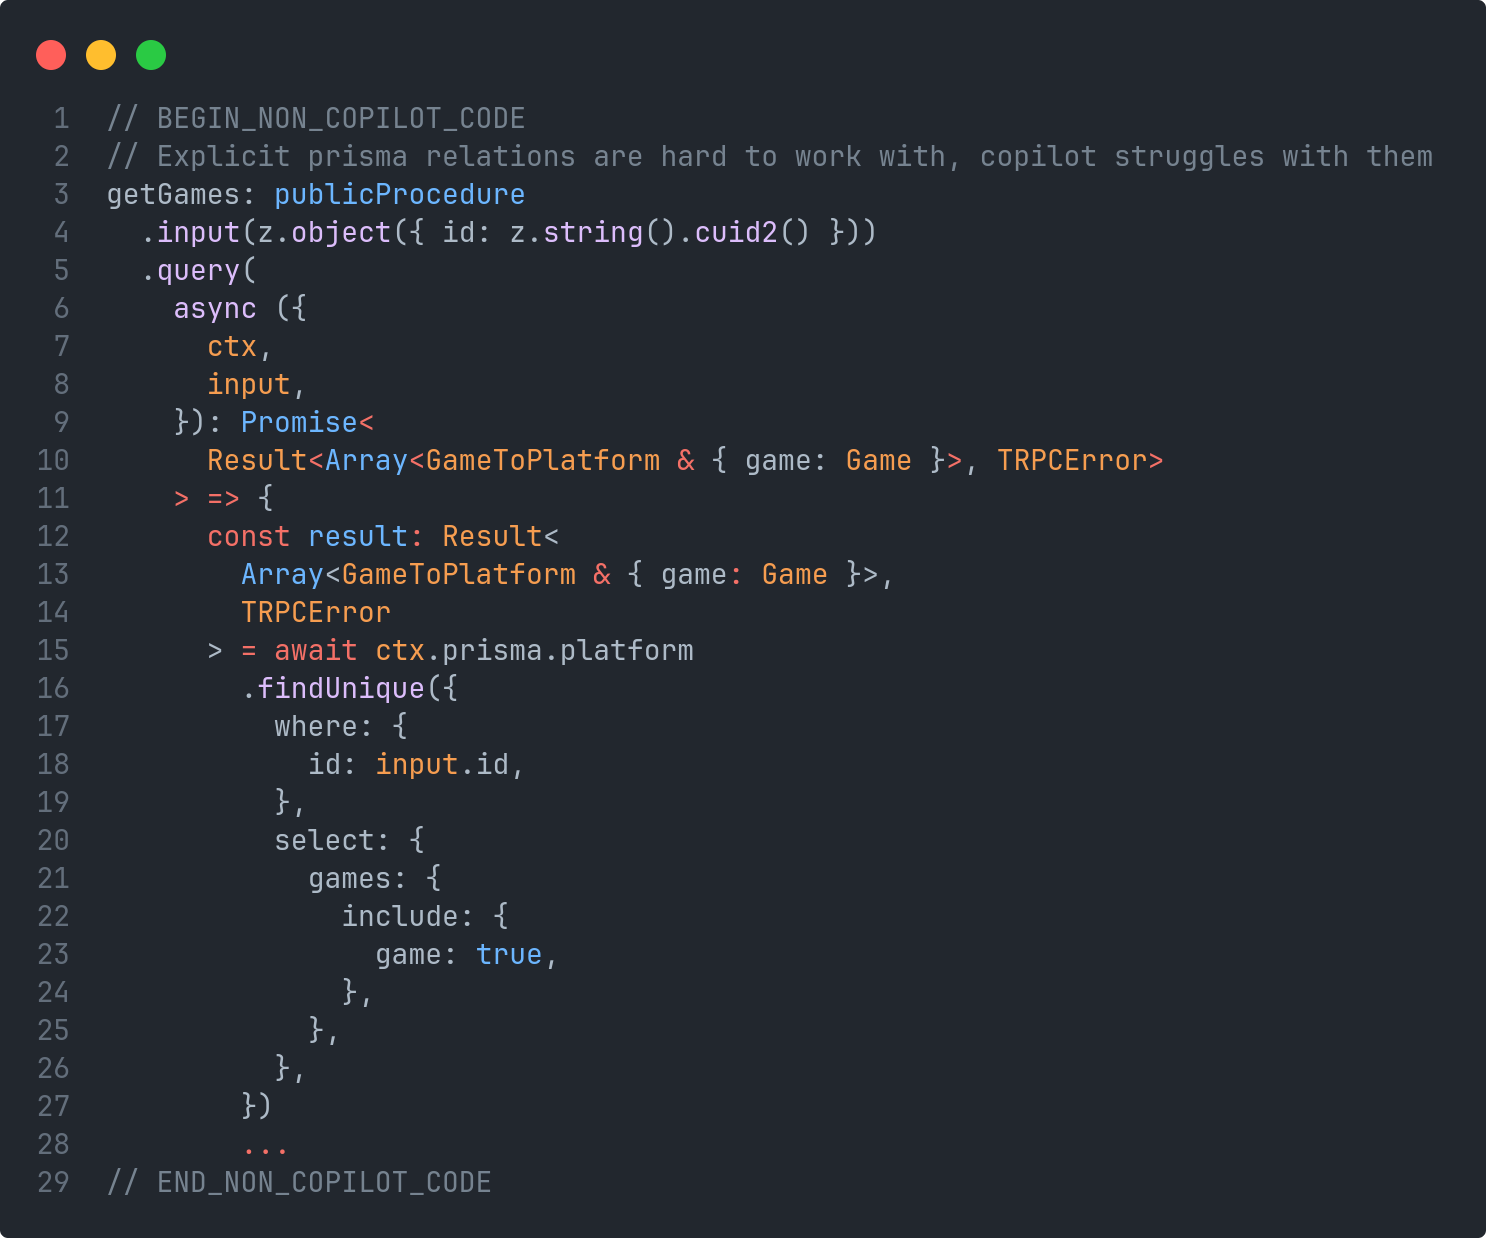 1 // BEGIN_NON_COPILOT_CODE
2 // Explicit prisma relations are hard to work with, copilot struggles with them
3 getGames: publicProcedure
4   .input(z.object({ id: z.string().cuid2() }))
5   .query(
6     async ({
7       ctx,
8       input,
9     }): Promise<
10       Result<Array<GameToPlatform & { game: Game }>, TRPCError>
11     > => {
12       const result: Result<
13         Array<GameToPlatform & { game: Game }>,
14         TRPCError
15       > = await ctx.prisma.platform
16         .findUnique({
17           where: {
18             id: input.id,
19           },
20           select: {
21             games: {
22               include: {
23                 game: true,
24               },
25             },
26           },
27         })
28         ...
29 // END_NON_COPILOT_CODE